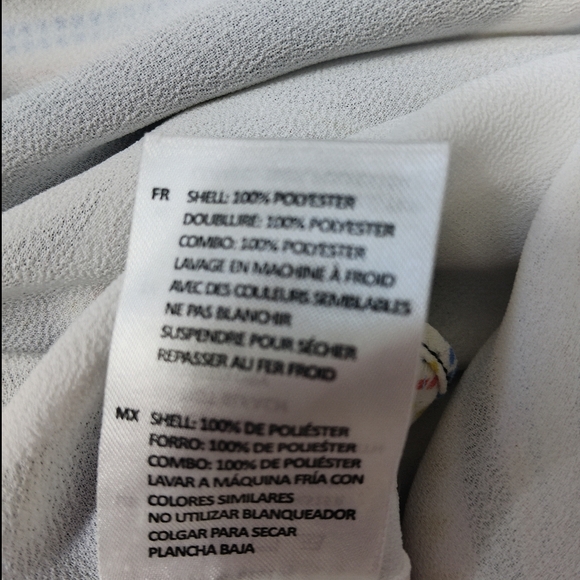 FR SHELL: 100% POLYESTER
DOUBLURE: 100% POLYESTER
COMBO: 100% POLYESTER
LAVAGE EN MACHINE À FROID
AVEC DES COULEURS SEMBLABLES
NE PAS BLANCHIR
SUSPENDRE POUR SÉCHER
REPASSER AU FER FROID
MX SHELL: 100% DE POLIÉSTER
FORRO: 100% DE POLIEŠTER
COMBO: 100% DE POLIÉSTER
LAVAR A MÁQUINA FRÍA CON
COLORES SIMILARES
NO UTILIZAR BLANQUEADOR
COLGAR PARA SECAR
PLANCHA BAJA